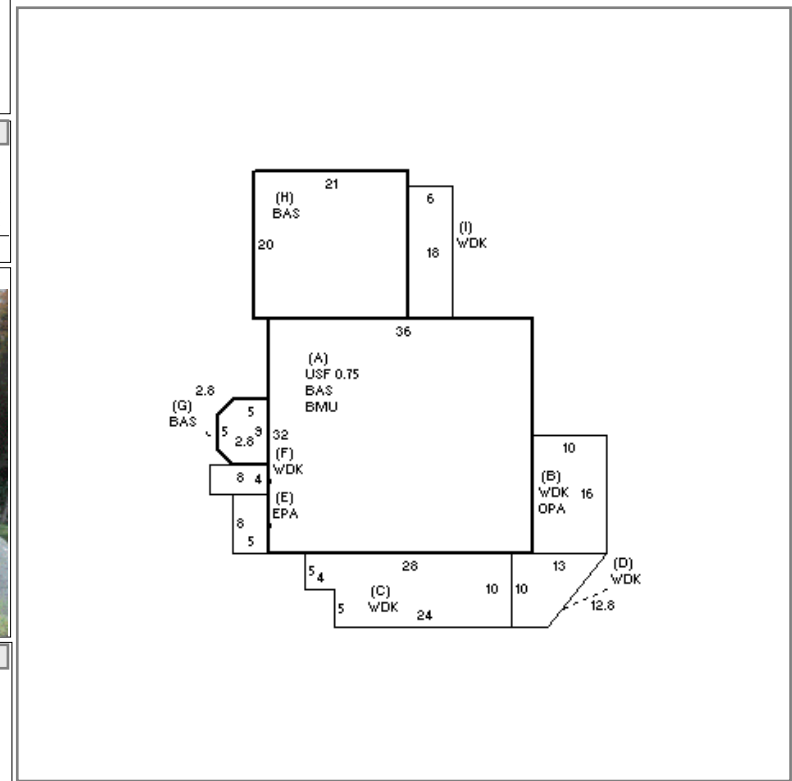 21
(H)
BAS
20
6
18
(I)
WDK
36
(A)
USF 0.75
BAS
BMU
2.8
(G)
BAS
5
5
9
2.8
32
(F)
WDK
8 4
(E)
EPA
8
5
10
(B)
WDK 16
OPA
28
5
4
(C)
WDK
10
10
13
(D)
WDK
5
24
12.8